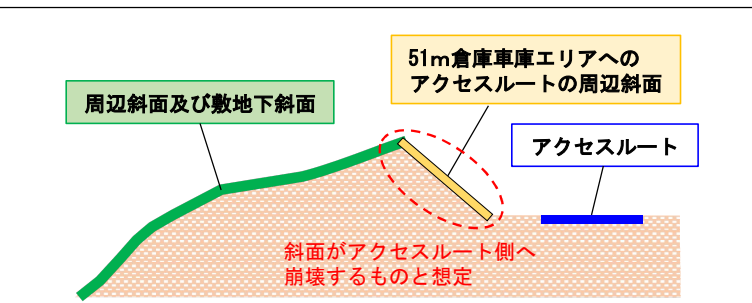 51m倉庫車庫エリアへの
アクセスルートの周辺斜面
周辺斜面及び敷地下斜面
アクセスルート
斜面がアクセスルート側へ
崩壊するものと想定